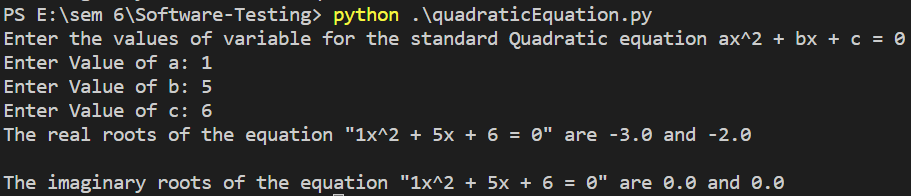 PS E:\sem 6\Software-Testing> python .\quadraticEquation.py
Enter the values of variable for the standard Quadratic equation ax^2 + bx + c = 0
Enter Value of a: 1
Enter Value of b: 5
Enter Value of c: 6
The real roots of the equation "1x^2 + 5x + 6 = 0" are -3.0 and -2.0
The imaginary roots of the equation "1x^2 + 5x + 6 = 0" are 0.0 and 0.0